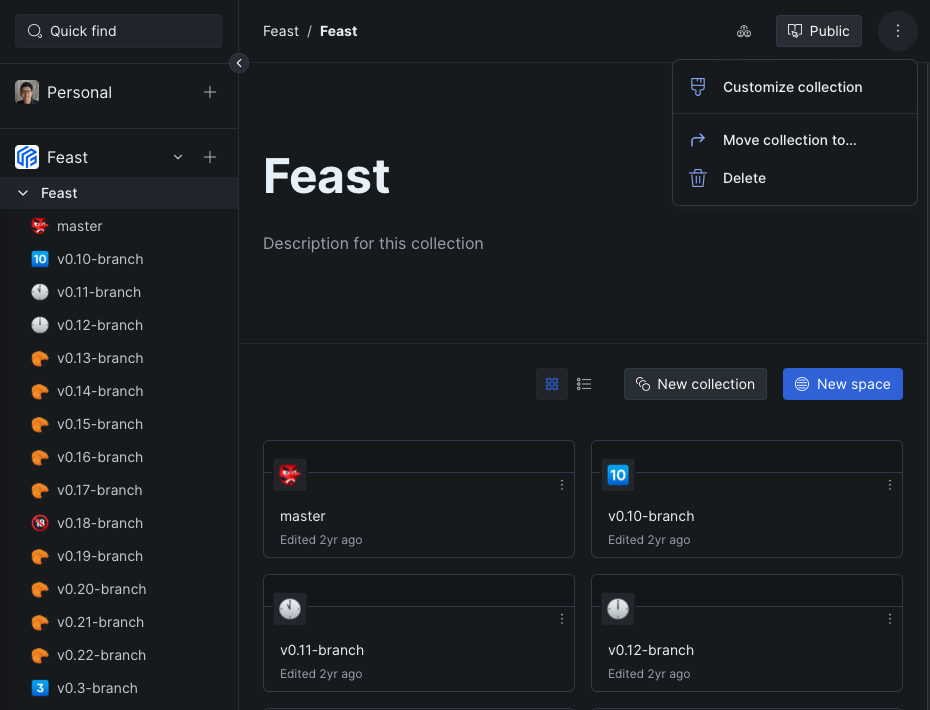 Quick find
Personal
Feast
Feast
master
v0.10-branch
v0.11-branch
v0.12-branch
v0.13-branch
v0.14-branch
v0.15-branch
v0.16-branch
v0.17-branch
v0.18-branch
v0.19-branch
v0.20-branch
v0.21-branch
v0.22-branch
v0.3-branch
Feast / Feast
Public
Customize collection
Move collection to...
Delete
Feast
Description for this collection
New collection
New space
master
Edited 2yr ago
v0.10-branch
Edited 2yr ago
v0.11-branch
Edited 2yr ago
v0.12-branch
Edited 2yr ago